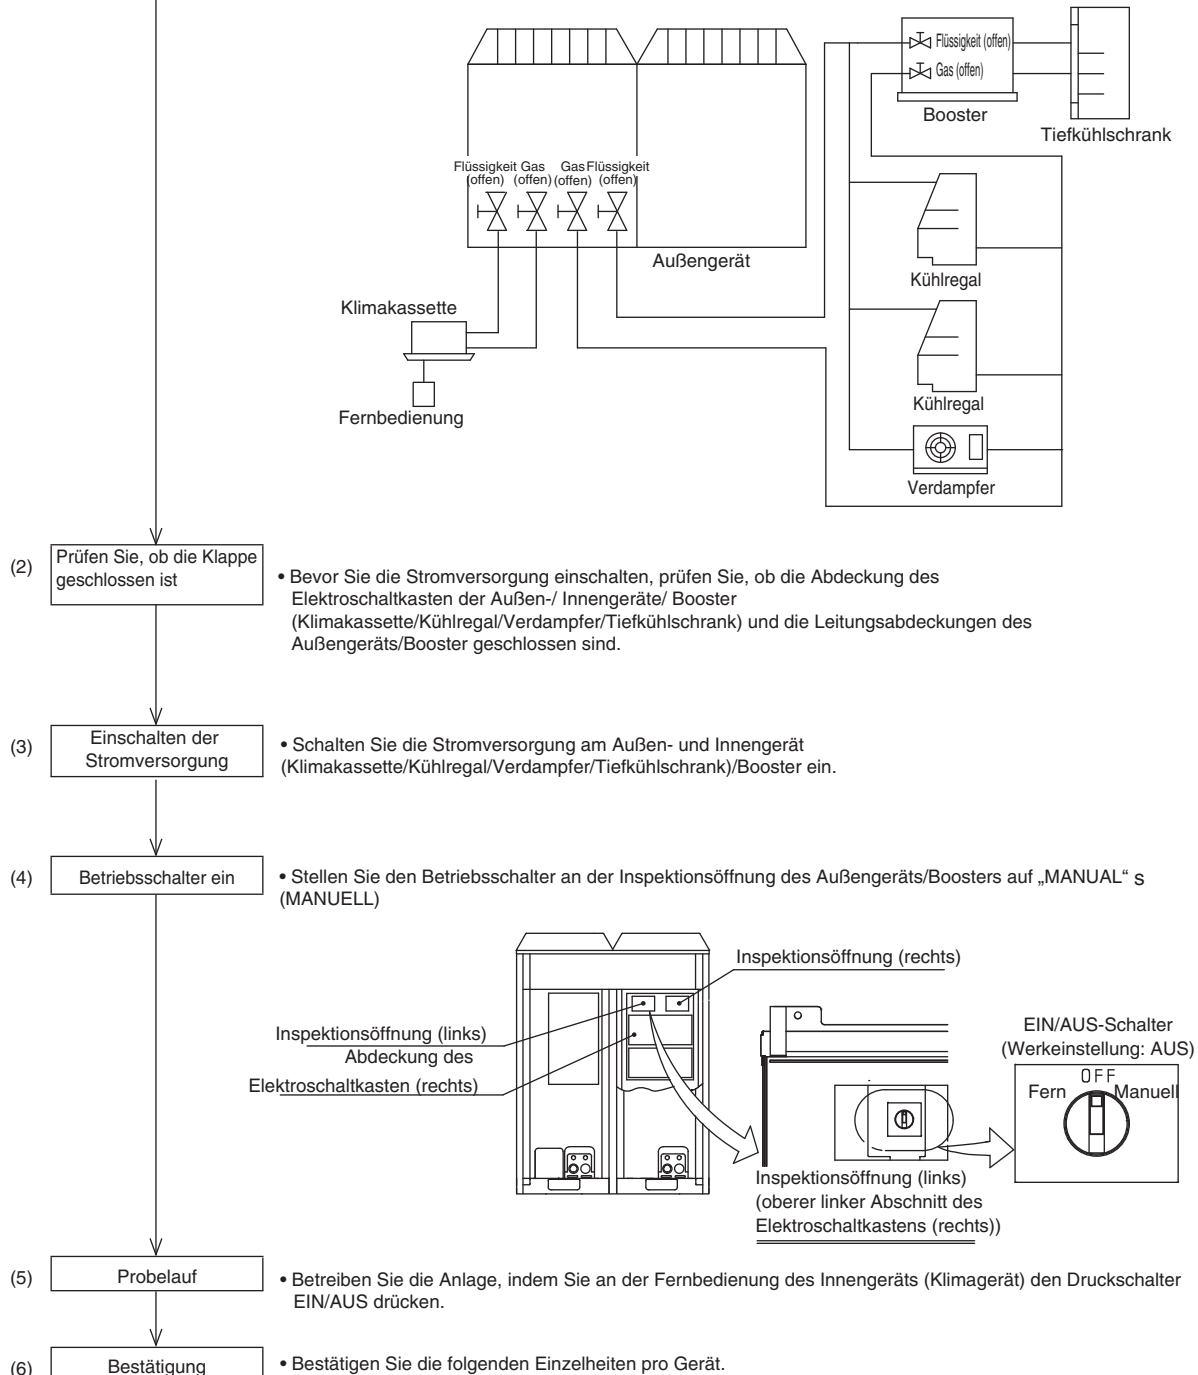 Flüssigkeit (offen)
Gas (offen)
Booster
Tiefkühlschrank
Flüssigkeit Gas Gas Flüssigkeit
(offen) (offen) (offen) (offen)
Außengerät
Kühlregal
Klimakassette
Fernbedienung
Kühlregal
Verdampfer
(2) Prüfen Sie, ob die Klappe
geschlossen ist
• Bevor Sie die Stromversorgung einschalten, prüfen Sie, ob die Abdeckung des
Elektroschaltkasten der Außen-/ Innengeräte/ Booster
(Klimakassette/Kühlregal/Verdampfer/Tiefkühlschrank) und die Leitungsabdeckungen des
Außengeräts/Booster geschlossen sind.
(3) Einschalten der
Stromversorgung
• Schalten Sie die Stromversorgung am Außen- und Innengerät
(Klimakassette/Kühlregal/Verdampfer/Tiefkühlschrank)/Booster ein.
(4) Betriebsschalter ein
• Stellen Sie den Betriebsschalter an der Inspektionsöffnung des Außengeräts/Boosters auf „MANUAL“ s
(MANUELL)
Inspektionsöffnung (rechts)
Inspektionsöffnung (links)
Abdeckung des
Elektroschaltkasten (rechts)
EIN/AUS-Schalter
(Werkeinstellung: AUS)
OFF
Fern Manuell
Inspektionsöffnung (links)
(oberer linker Abschnitt des
Elektroschaltkastens (rechts))
(5) Probelauf
• Betreiben Sie die Anlage, indem Sie an der Fernbedienung des Innengeräts (Klimagerät) den Druckschalter
EIN/AUS drücken.
(6) Bestätigung
• Bestätigen Sie die folgenden Einzelheiten pro Gerät.